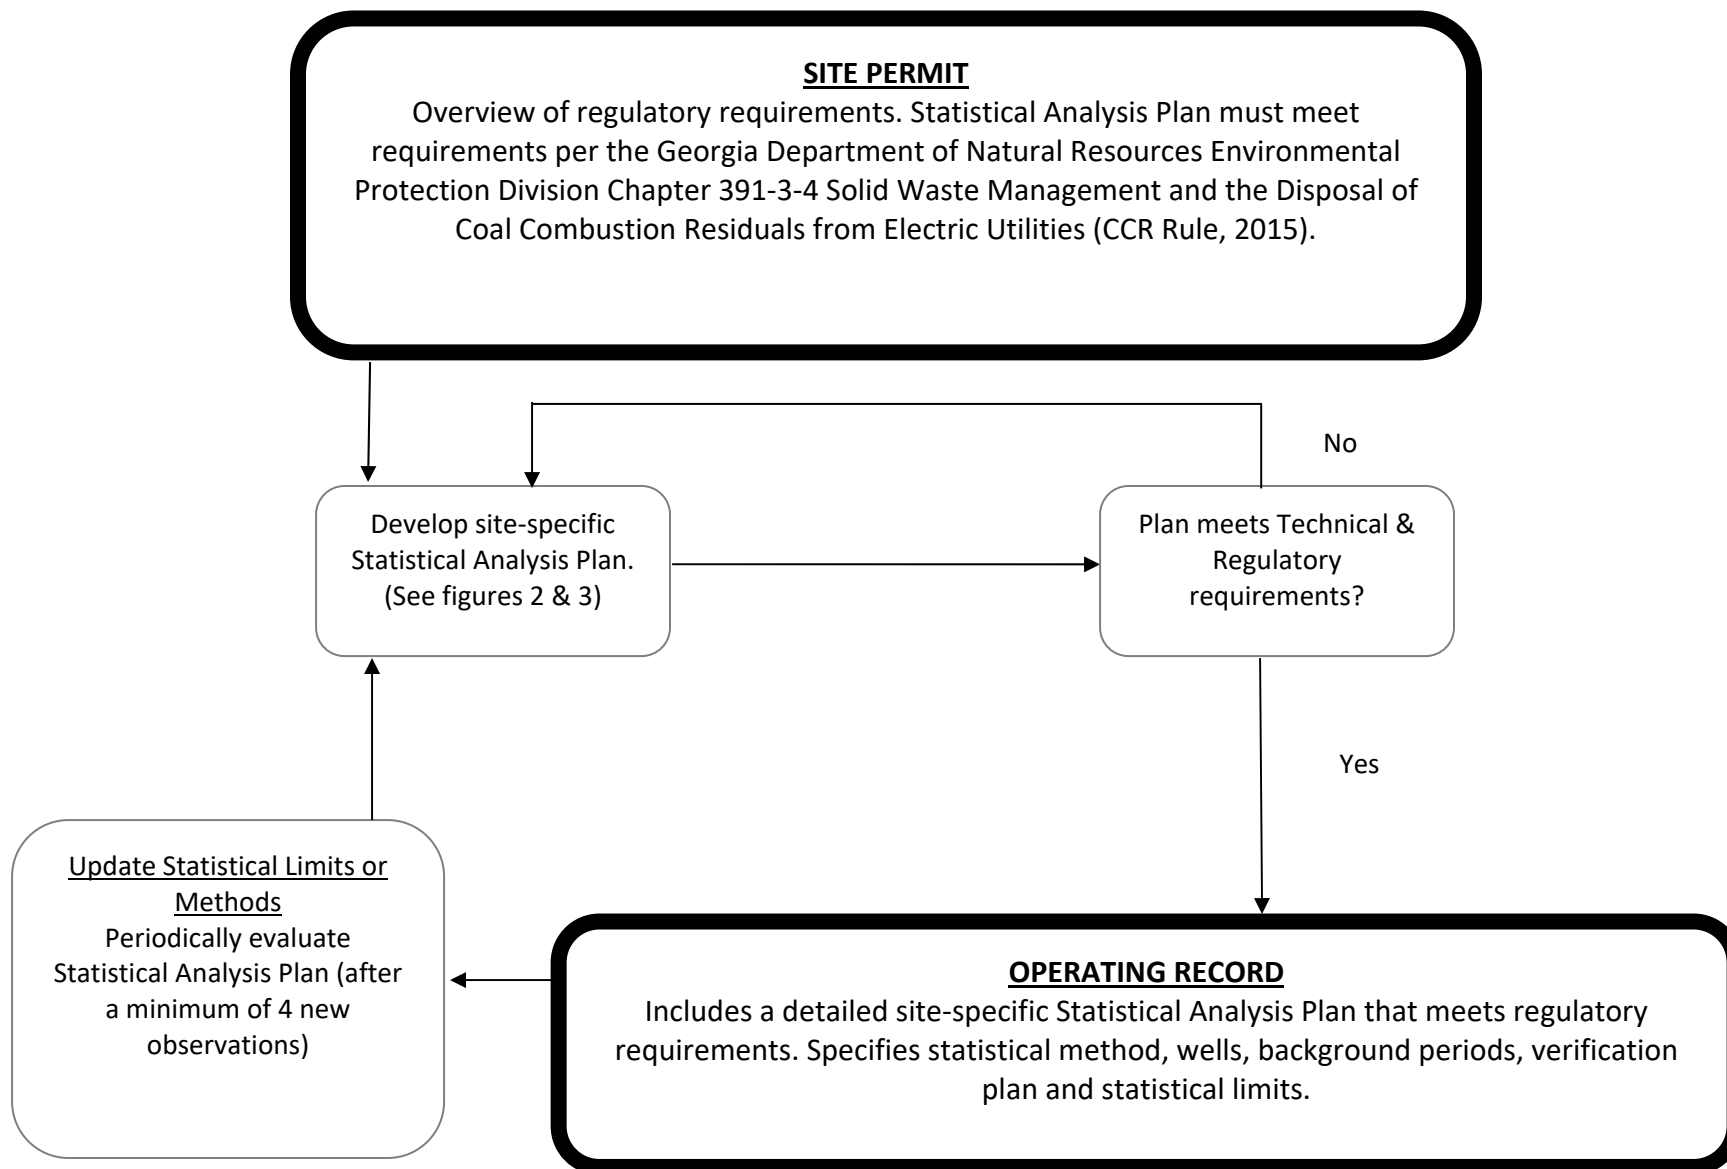 SITE PERMIT
Overview of regulatory requirements. Statistical Analysis Plan must meet
requirements per the Georgia Department of Natural Resources Environmental
Protection Division Chapter 391-3-4 Solid Waste Management and the Disposal of
Coal Combustion Residuals from Electric Utilities (CCR Rule, 2015).
No
Develop site-specific
Statistical Analysis Plan.
(See figures 2 & 3)
Plan meets Technical &
Regulatory
requirements?
Yes
Update Statistical Limits or
Methods
Periodically evaluate
Statistical Analysis Plan (after
a minimum of 4 new
observations)
OPERATING RECORD
Includes a detailed site-specific Statistical Analysis Plan that meets regulatory
requirements. Specifies statistical method, wells, background periods, verification
plan and statistical limits.